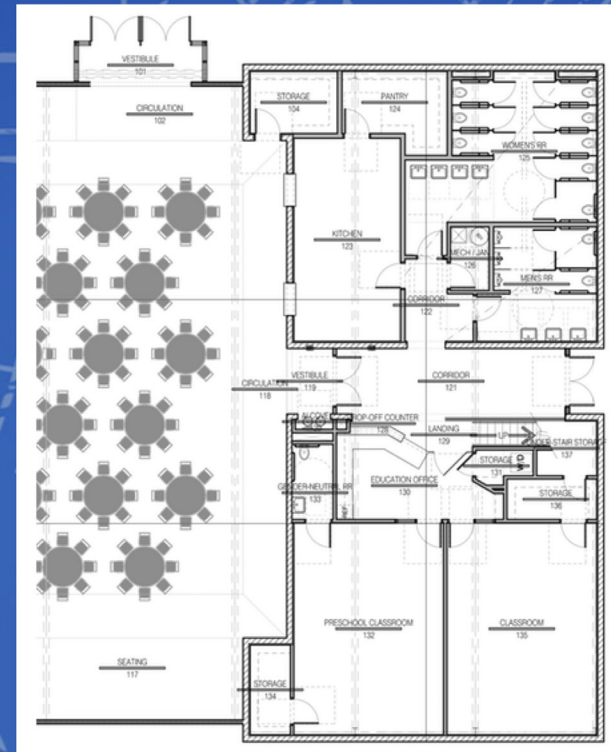 VESTIBULE
101
CIRCULATION
102
STORAGE
104
PANTRY
124
WOMEN'S RR
125
KITCHEN
123
MECH / JAN
126
MEN'S RR
127
CORRIDOR
122
VESTIBULE
119
CIRCULATION
118
CORRIDOR
121
ALCOVE
DROP-OFF COUNTER
128
LANDING
129
UP
UNDER-STAIR STORAGE
137
STORAGE
131
EDUCATION OFFICE
130
GENDER-NEUTRAL RR
133
REF.
STORAGE
136
PRESCHOOL CLASSROOM
132
CLASSROOM
135
SEATING
117
STORAGE
134